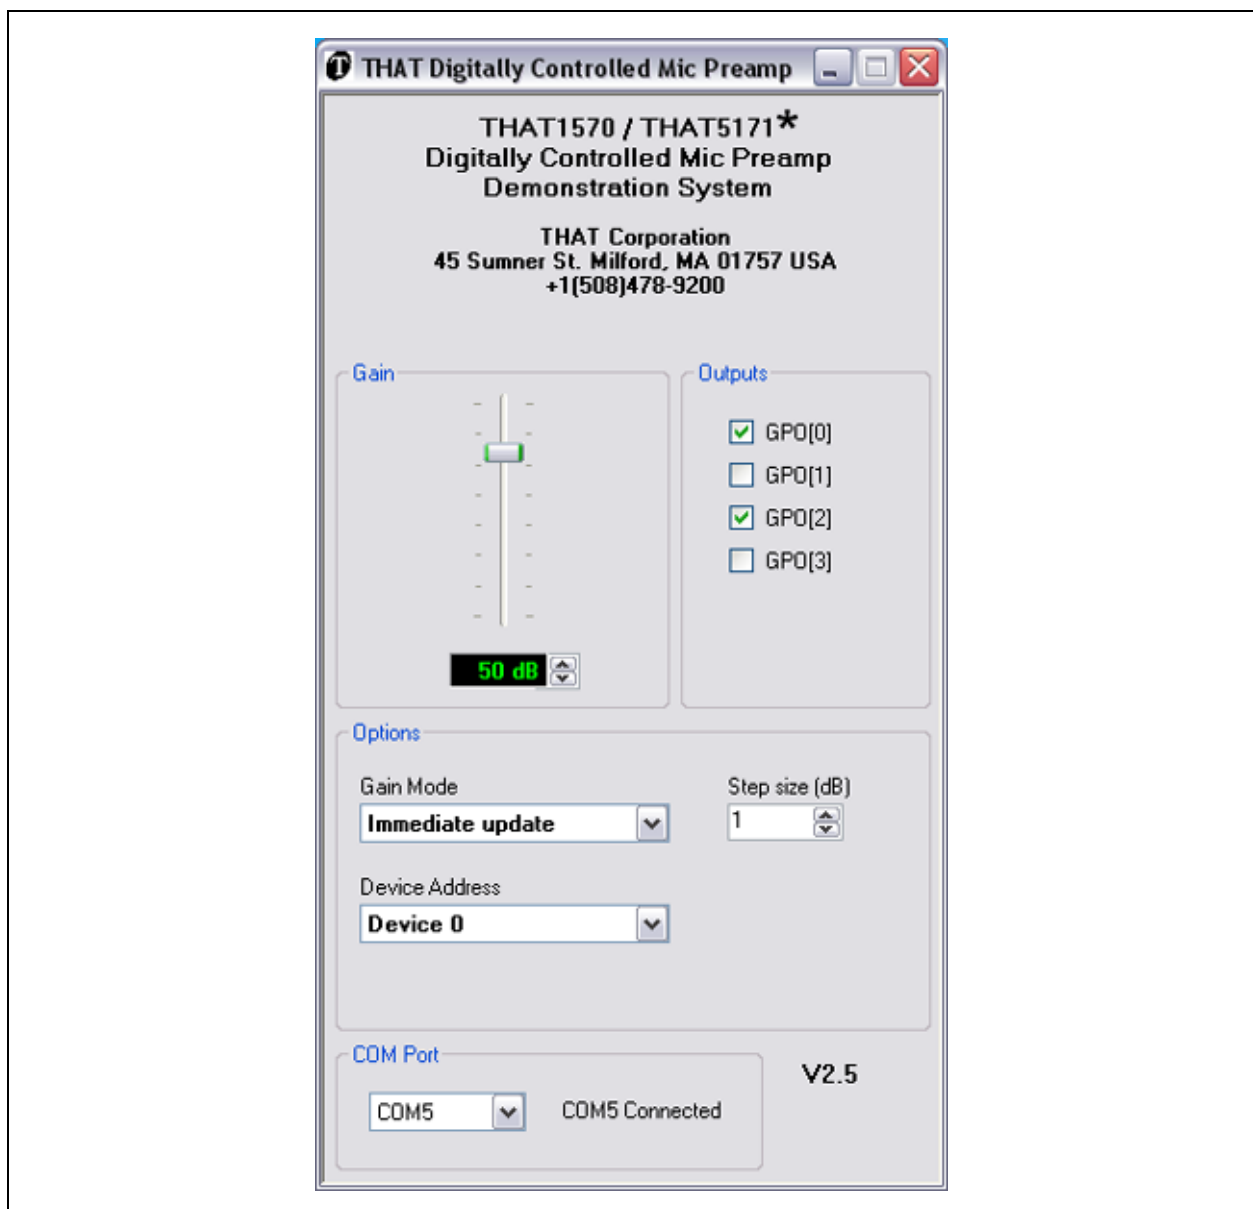 THAT Digitally Controlled Mic Preamp
THAT1570 / THAT5171*
Digitally Controlled Mic Preamp
Demonstration System
THAT Corporation
45 Sumner St. Milford, MA 01757 USA
+1(508)478-9200
Gain
50 dB
Outputs
GPO[0]
GPO[1]
GPO[2]
GPO[3]
Options
Gain Mode
Immediate update
Step size (dB)
1
Device Address
Device 0
COM Port
COM5
COM5 Connected
V2.5